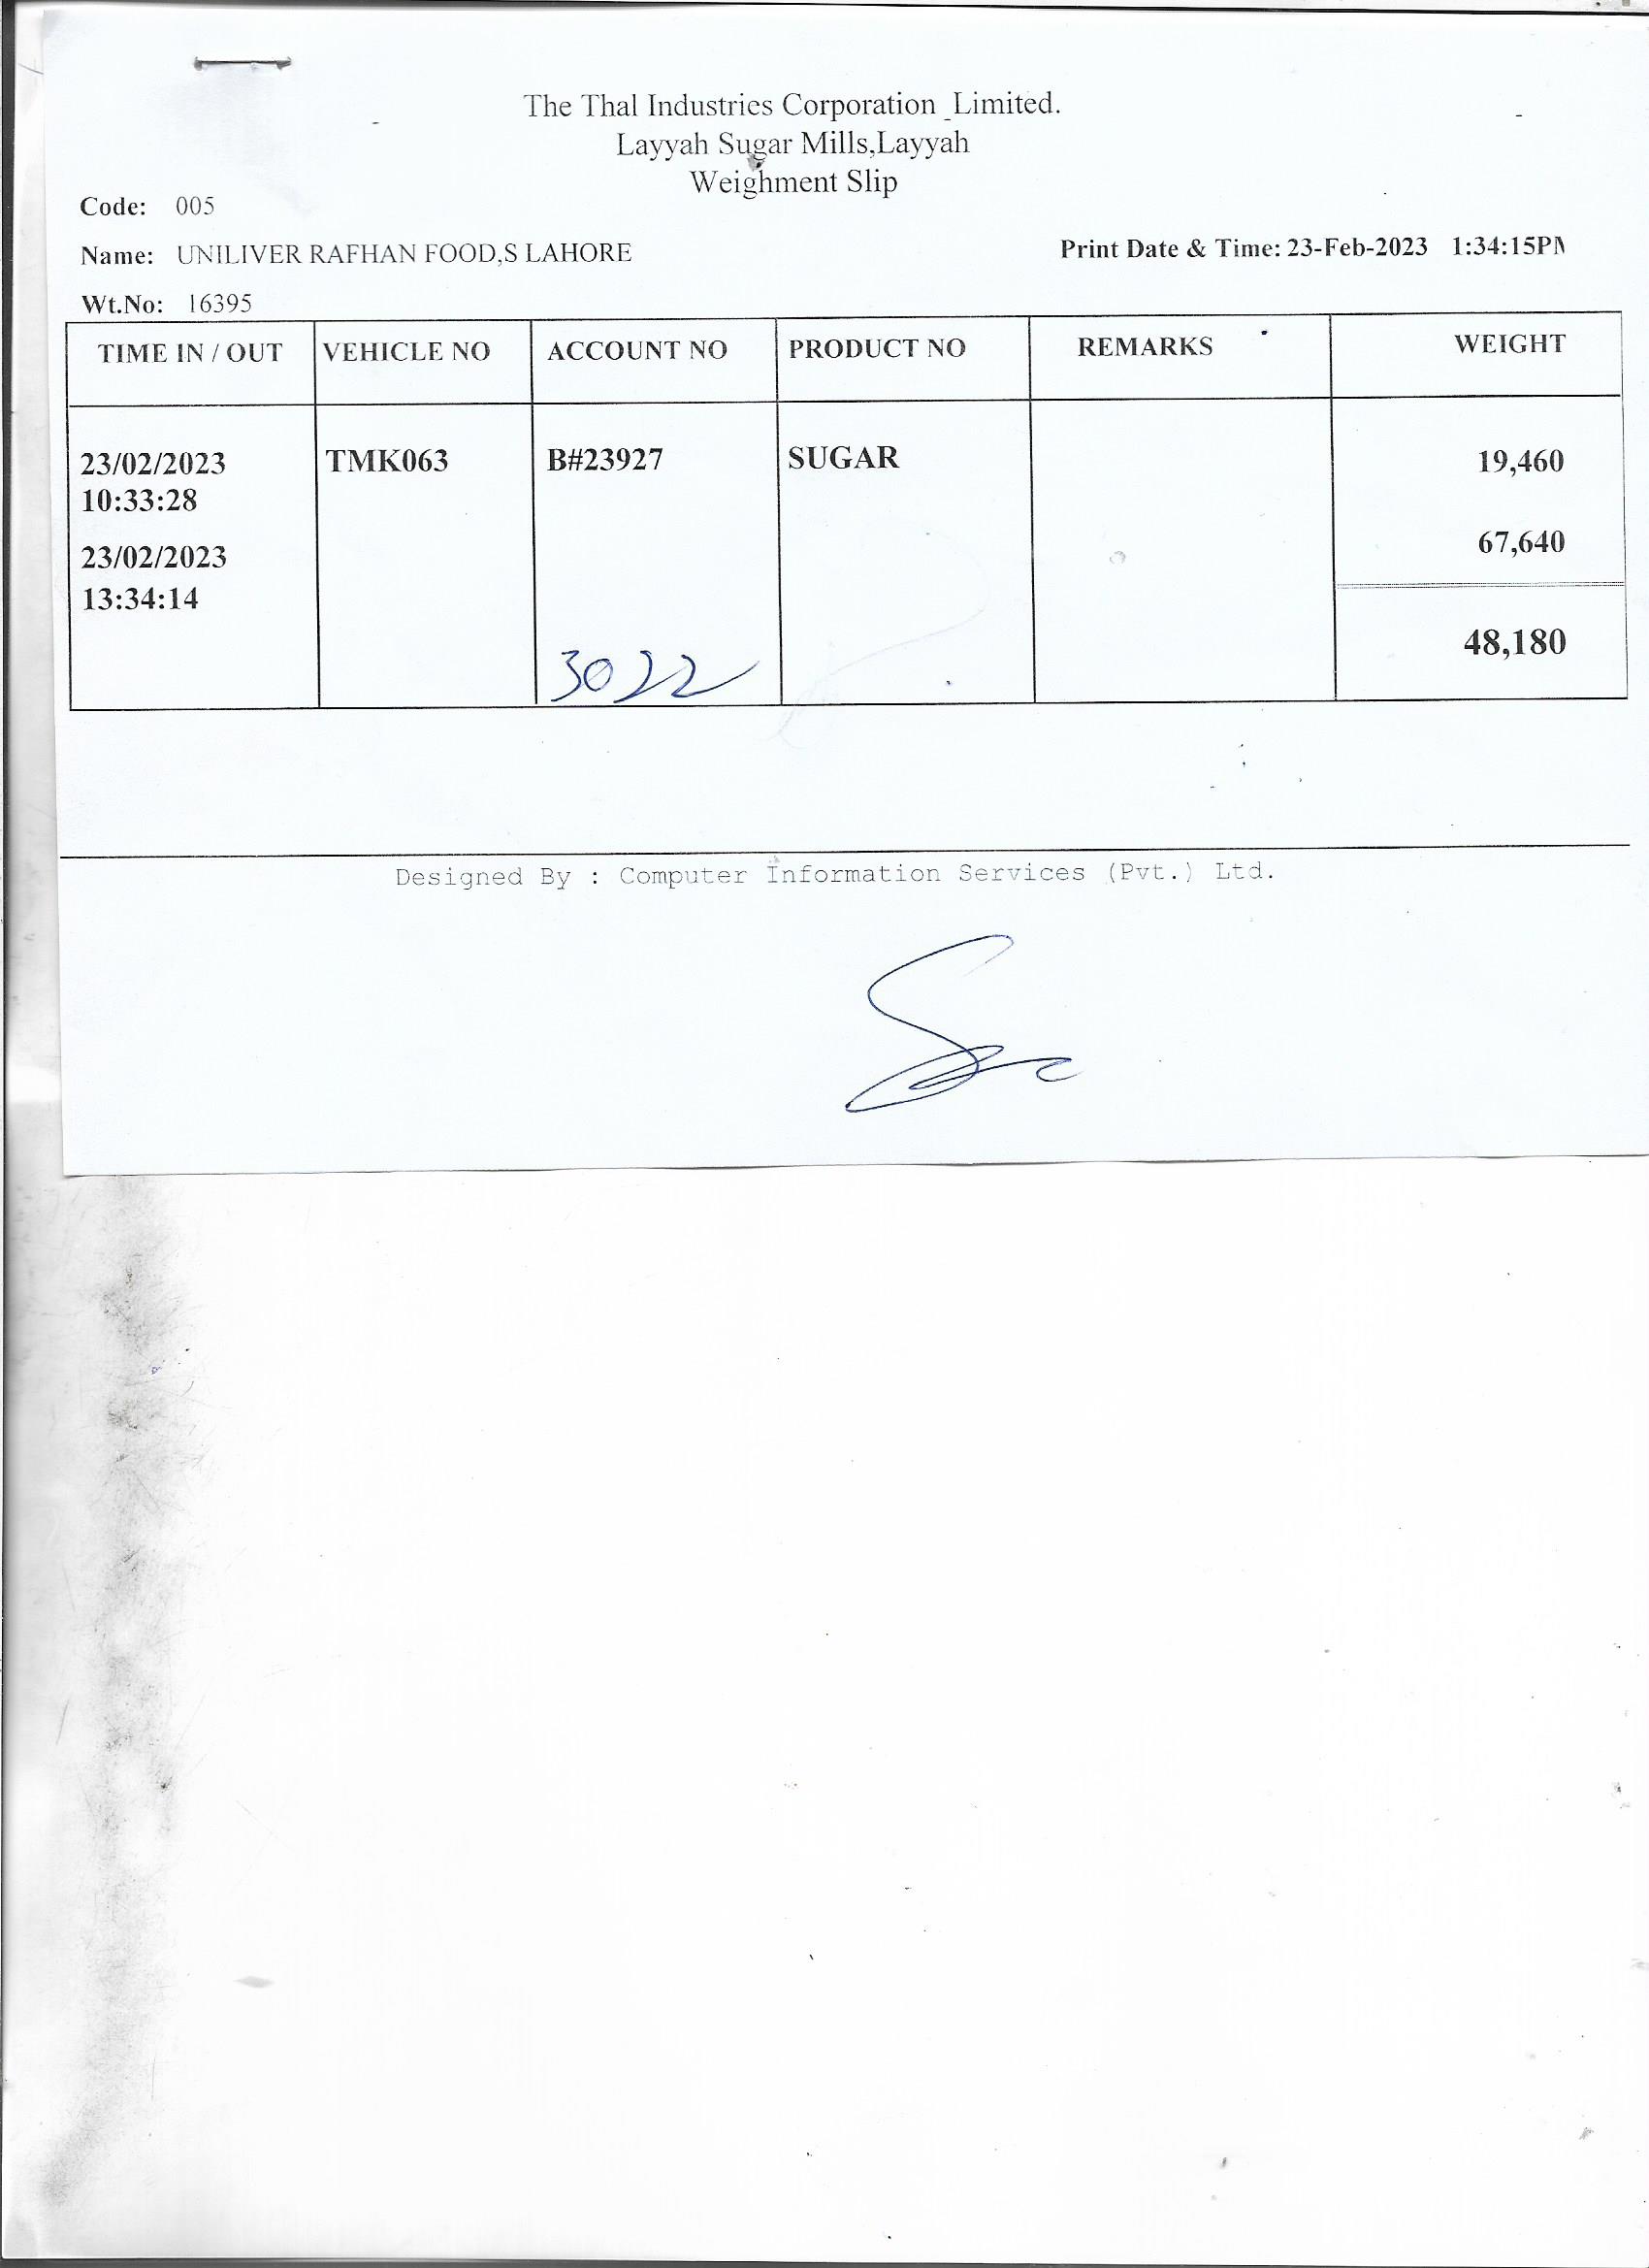 The Thal Industries Corporation Limited.
Layyah Sugar Mills,Layyah
Weighment Slip
Code: 005
Name: UNILIVER RAFHAN FOOD,S LAHORE
Print Date & Time: 23-Feb-2023 1:34:15PM
Wt.No: 16395
TIME IN / OUT VEHICLE NO ACCOUNT NO PRODUCT NO REMARKS WEIGHT
23/02/2023 TMK063 B#23927 SUGAR 19,460
10:33:28
23/02/2023 67,640
13:34:14
48,180
3022
Designed By : Computer Information Services (Pvt.) Ltd.